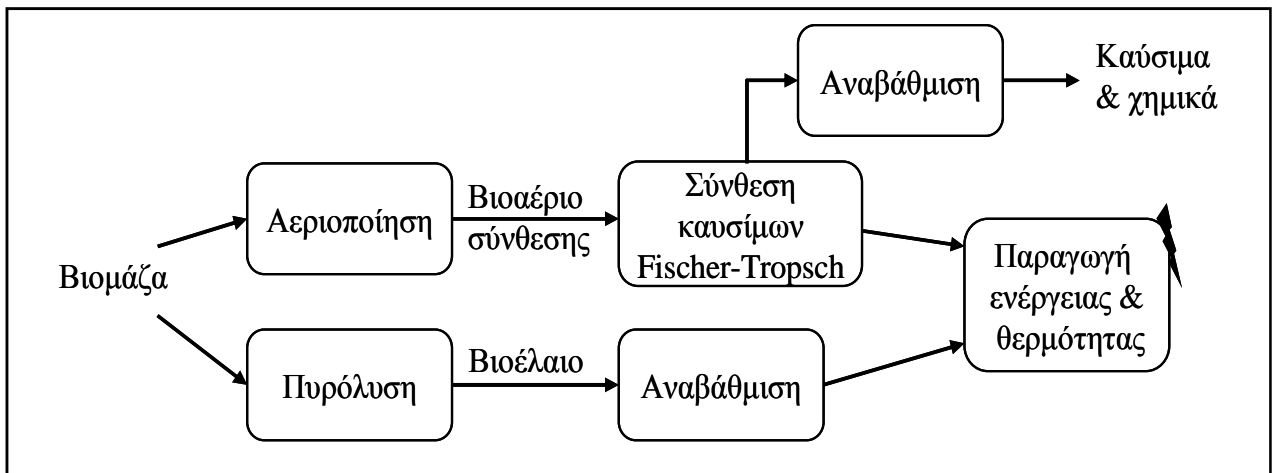 Αναβάθμιση
Καύσιμα
& χημικά
Βιομάζα
Αεριοποίηση
Βιοαέριο
σύνθεσης
Σύνθεση
καυσίμων
Fischer-Tropsch
Παραγωγή
ενέργειας &
θερμότητας
Πυρόλυση
Βιοέλαιο
Αναβάθμιση